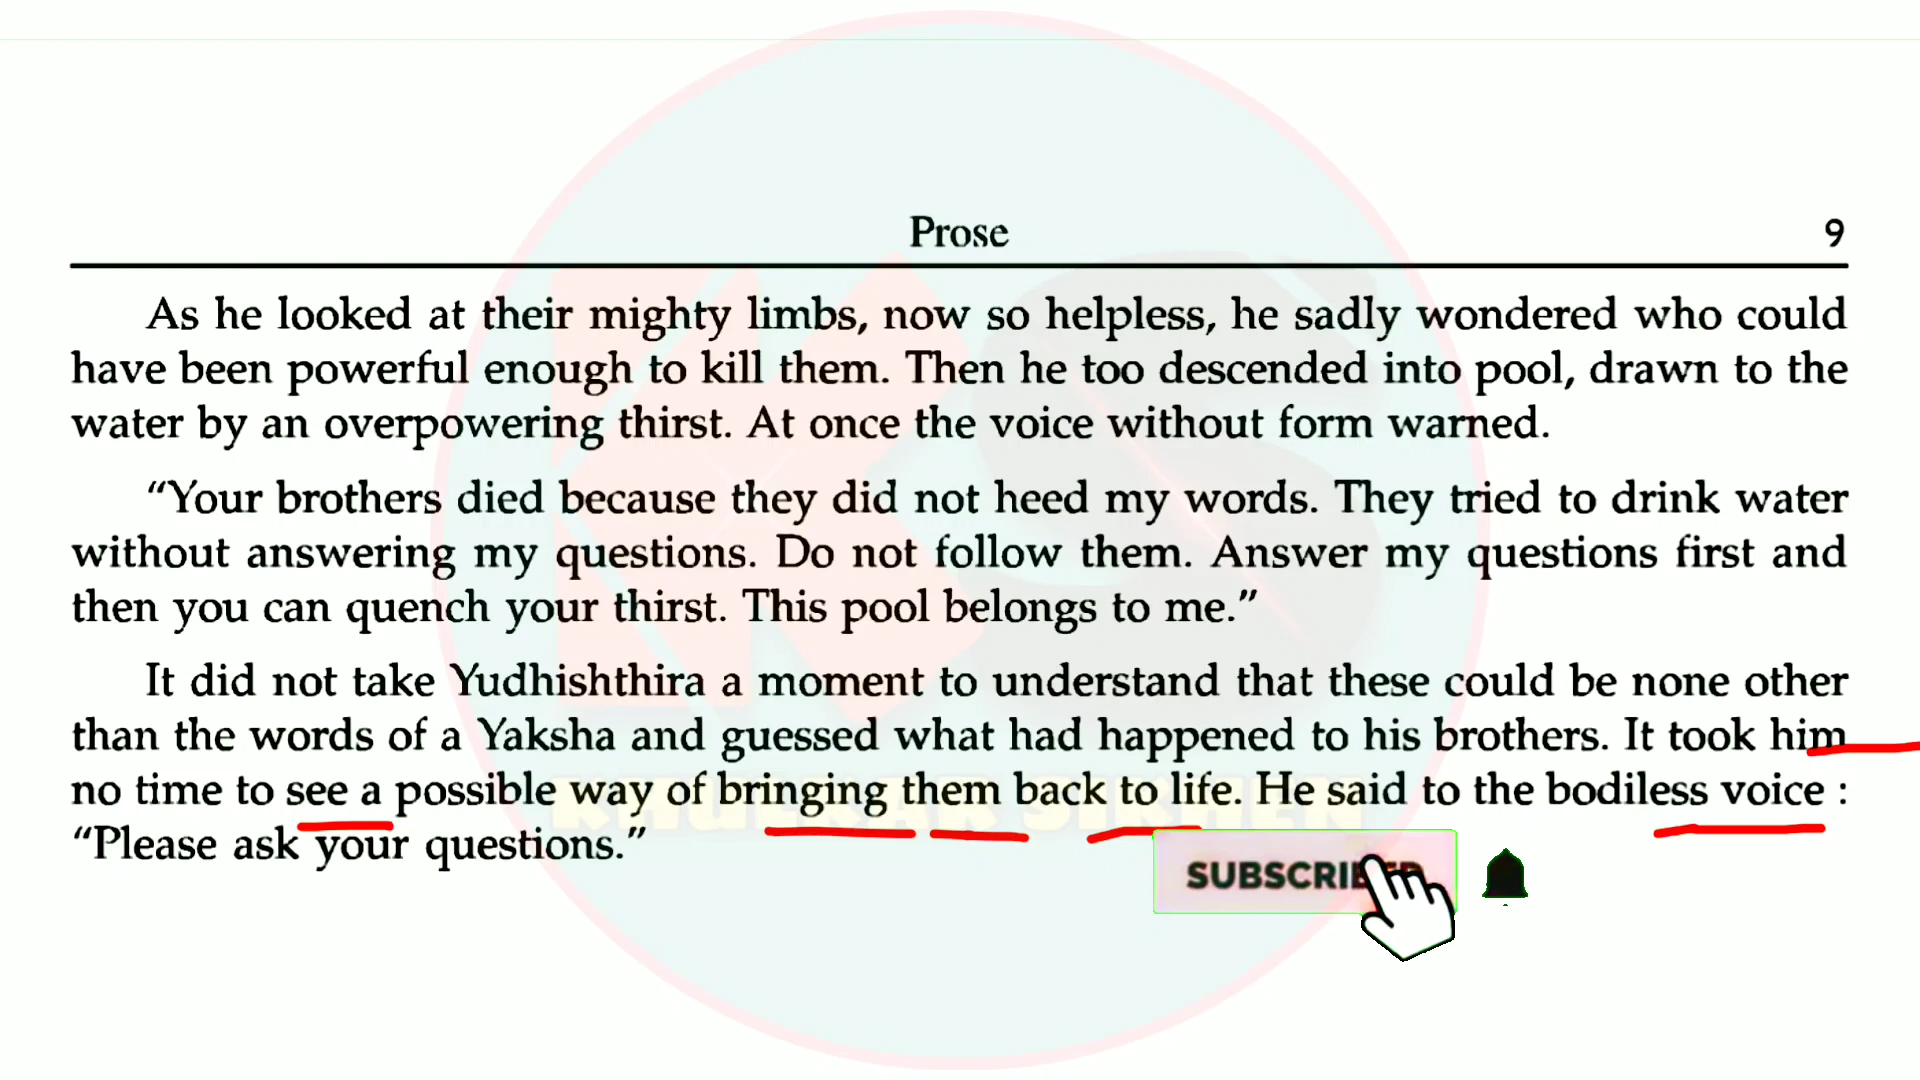 Prose 9
As he looked at their mighty limbs, now so helpless, he sadly wondered who could
have been powerful enough to kill them. Then he too descended into pool, drawn to the
water by an overpowering thirst. At once the voice without form warned.
“Your brothers died because they did not heed my words. They tried to drink water
without answering my questions. Do not follow them. Answer my questions first and
then you can quench your thirst. This pool belongs to me.”
It did not take Yudhishthira a moment to understand that these could be none other
than the words of a Yaksha and guessed what had happened to his brothers. It took him
no time to see a possible way of bringing them back to life. He said to the bodiless voice :
“Please ask your questions.”
KHULKAR SIKHEN
KKS